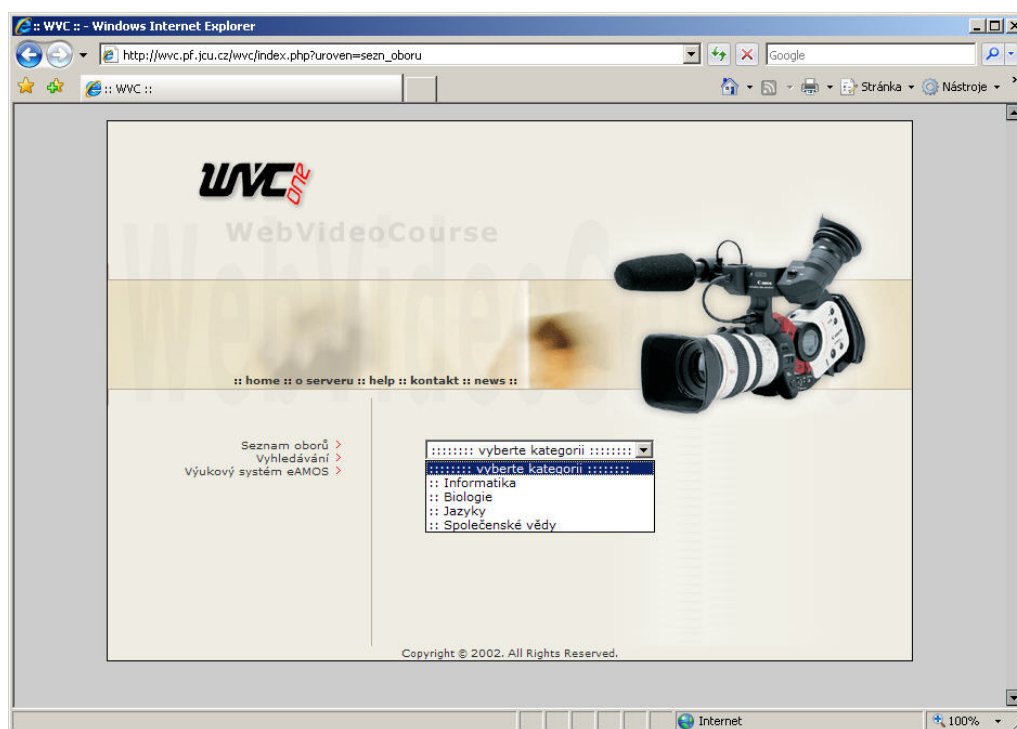 :: WVC :: - Windows Internet Explorer
http://wvc.pf.jcu.cz/wvc/index.php?uroven=sezn_oboru
Google
:: WVC ::
Stránka
Nástroje
WVC one
WebVideoCourse
WebVideoCourse
Canon
:: home :: o serveru :: help :: kontakt :: news ::
Seznam oborů >
Vyhledávání >
Výukový systém eAMOS >
:::::::: vyberte kategorii ::::::::
:::::::: vyberte kategorii ::::::::
:: Informatika
:: Biologie
:: Jazyky
:: Společenské vědy
Copyright © 2002. All Rights Reserved.
Internet
100%